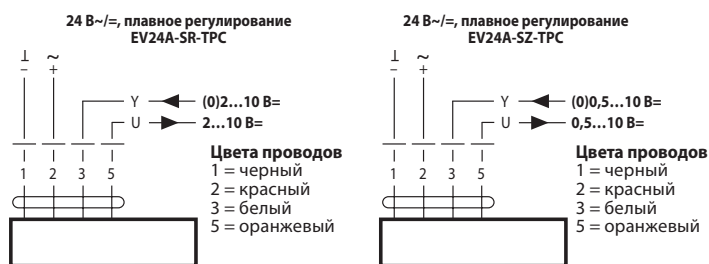 24 В~/=, плавное регулирование
EV24A-SR-TPC
⊥ ~
– +
Y (0)2...10 В=
U 2...10 В=
1 2 3 5
Цвета проводов
1 = черный
2 = красный
3 = белый
5 = оранжевый
24 В~/=, плавное регулирование
EV24A-SZ-TPC
⊥ ~
– +
Y (0)0,5...10 В=
U 0,5...10 В=
1 2 3 5
Цвета проводов
1 = черный
2 = красный
3 = белый
5 = оранжевый